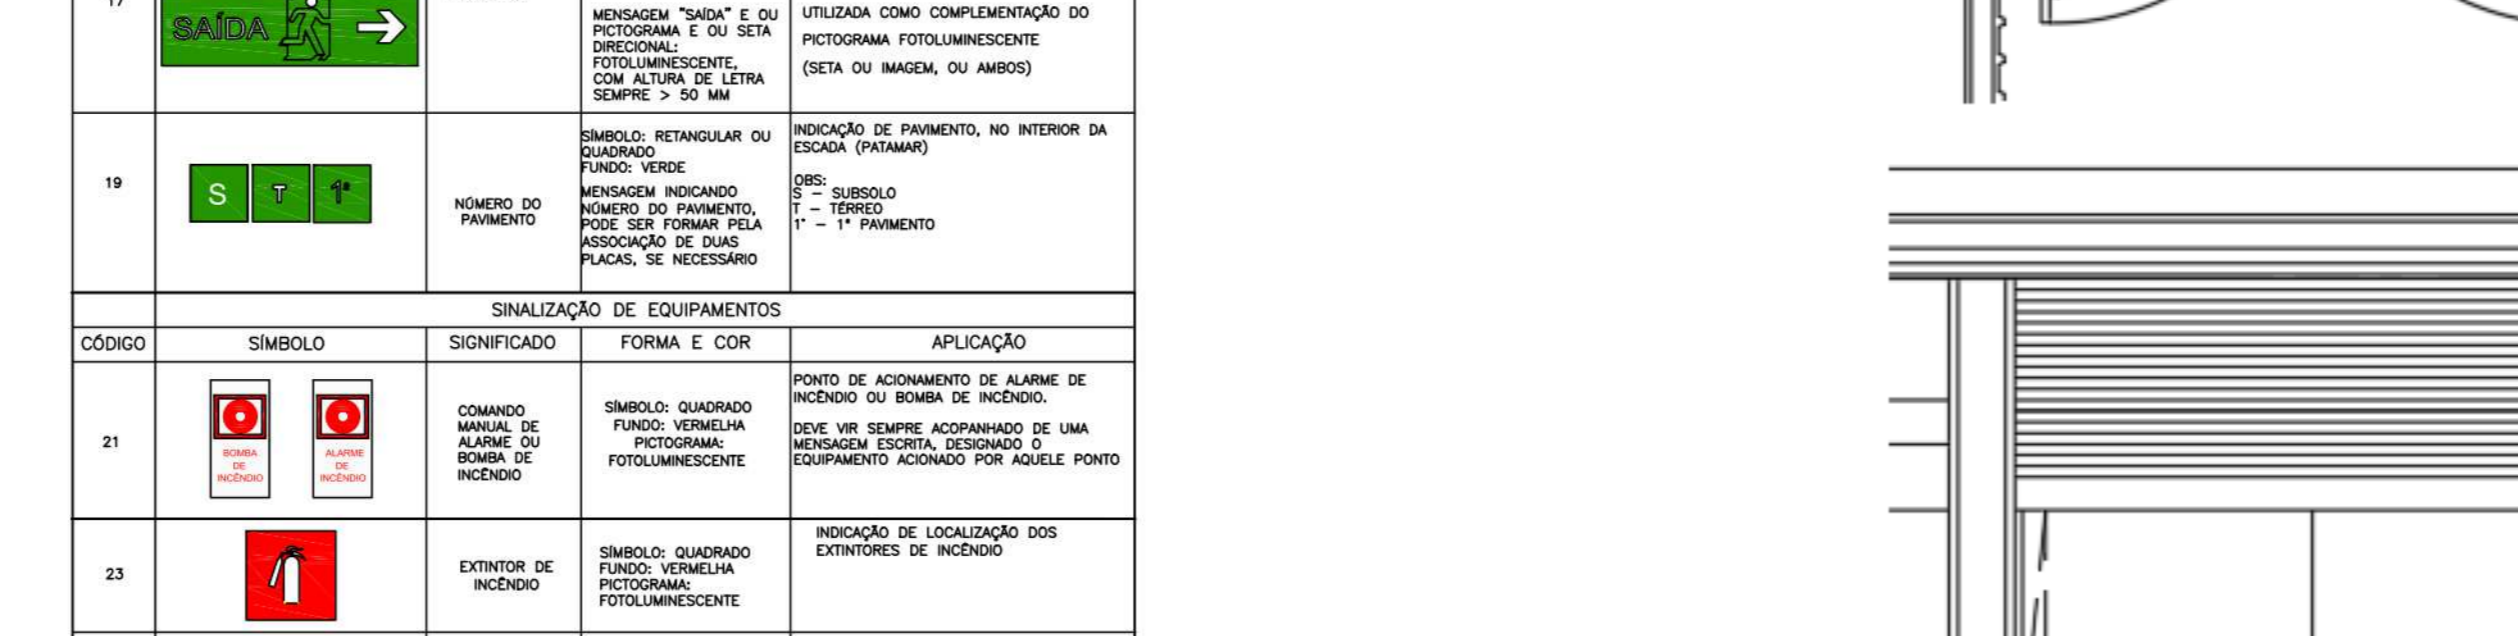 17
SAÍDA
MENSAGEM "SAÍDA" E OU
PICTOGRAMA E OU SETA
DIRECIONAL:
FOTOLUMINESCENTE,
COM ALTURA DE LETRA
SEMPRE > 50 MM
UTILIZADA COMO COMPLEMENTAÇÃO DO
PICTOGRAMA FOTOLUMINESCENTE
(SETA OU IMAGEM, OU AMBOS)
19
S T 1°
NÚMERO DO
PAVIMENTO
SÍMBOLO: RETANGULAR OU
QUADRADO
FUNDO: VERDE
MENSAGEM INDICANDO
NÚMERO DO PAVIMENTO,
PODE SER FORMAR PELA
ASSOCIAÇÃO DE DUAS
PLACAS, SE NECESSÁRIO
INDICAÇÃO DE PAVIMENTO, NO INTERIOR DA
ESCADA (PATAMAR)
OBS:
S – SUBSOLO
T – TÉRREO
1° – 1° PAVIMENTO
SINALIZAÇÃO DE EQUIPAMENTOS
CÓDIGO SÍMBOLO SIGNIFICADO FORMA E COR APLICAÇÃO
21
BOMBA
DE
INCÊNDIO
ALARME
DE
INCÊNDIO
COMANDO
MANUAL DE
ALARME OU
BOMBA DE
INCÊNDIO
SÍMBOLO: QUADRADO
FUNDO: VERMELHA
PICTOGRAMA:
FOTOLUMINESCENTE
PONTO DE ACIONAMENTO DE ALARME DE
INCÊNDIO OU BOMBA DE INCÊNDIO.
DEVE VIR SEMPRE ACOPANHADO DE UMA
MENSAGEM ESCRITA, DESIGNADO O
EQUIPAMENTO ACIONADO POR AQUELE PONTO
23
EXTINTOR DE
INCÊNDIO
SÍMBOLO: QUADRADO
FUNDO: VERMELHA
PICTOGRAMA:
FOTOLUMINESCENTE
INDICAÇÃO DE LOCALIZAÇÃO DOS
EXTINTORES DE INCÊNDIO